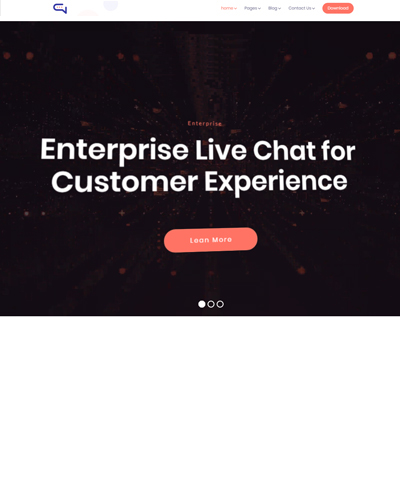 Home
Pages
Blog
Contact Us
Download
Enterprise
Enterprise Live Chat for
Customer Experience
Lean More